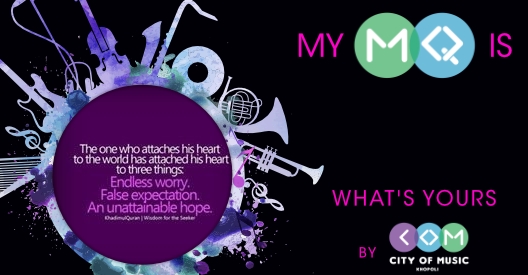 MY MQ IS
The one who attaches his heart
to the world has attached his heart
to three things:
Endless worry.
False expectation.
An unattainable hope.
KhadimulQuran | Wisdom for the Seeker
WHAT'S YOURS
BY COM
CITY OF MUSIC
KHOPOLI